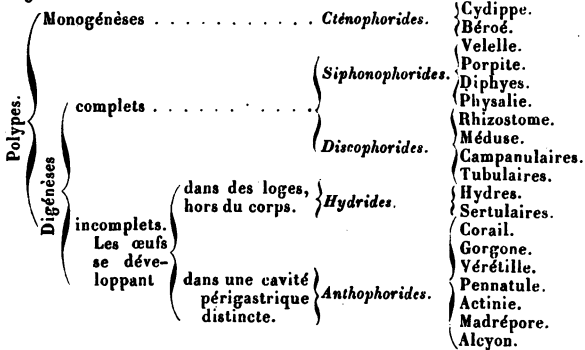 Polypes.
Monogénèses . . . . . . . . . . . Cténophorides.
Cydippe.
Béroé.
Digénèses
complets . . . . . . . . . . .
Siphonophorides.
Velelle.
Porpite.
Diphyes.
Physalie.
Discophorides.
Rhizostome.
Méduse.
Campanulaires.
Tubulaires.
incomplets.
Les œufs
se déve-
loppant
dans des loges,
hors du corps.
Hydrides.
Hydres.
Sertulaires.
dans une cavité
périgastrique
distincte.
Anthophorides.
Corail.
Gorgone.
Vérétille.
Pennatule.
Actinie.
Madrépore.
Alcyon.